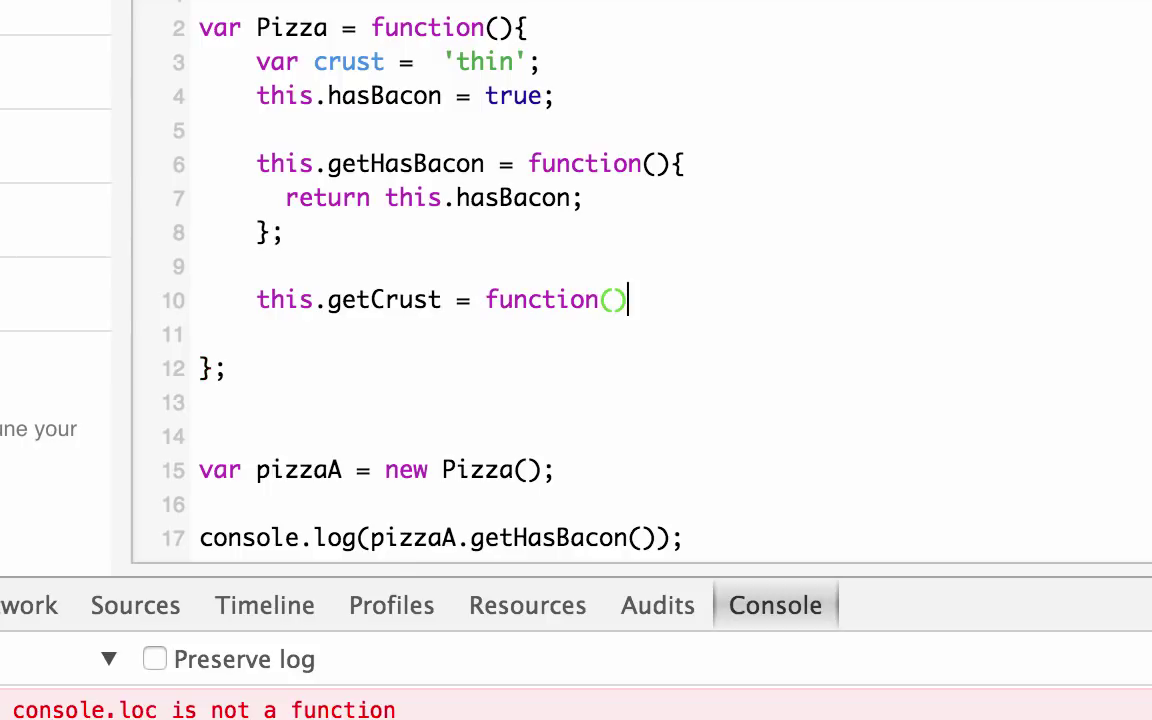 2 var Pizza = function(){
3 var crust = 'thin';
4 this.hasBacon = true;
5
6 this.getHasBacon = function(){
7 return this.hasBacon;
8 };
9
10 this.getCrust = function()
11
12 };
13
une your
14
15 var pizzaA = new Pizza();
16
17 console.log(pizzaA.getHasBacon());
work Sources Timeline Profiles Resources Audits Console
▼ Preserve log
console.loc is not a function